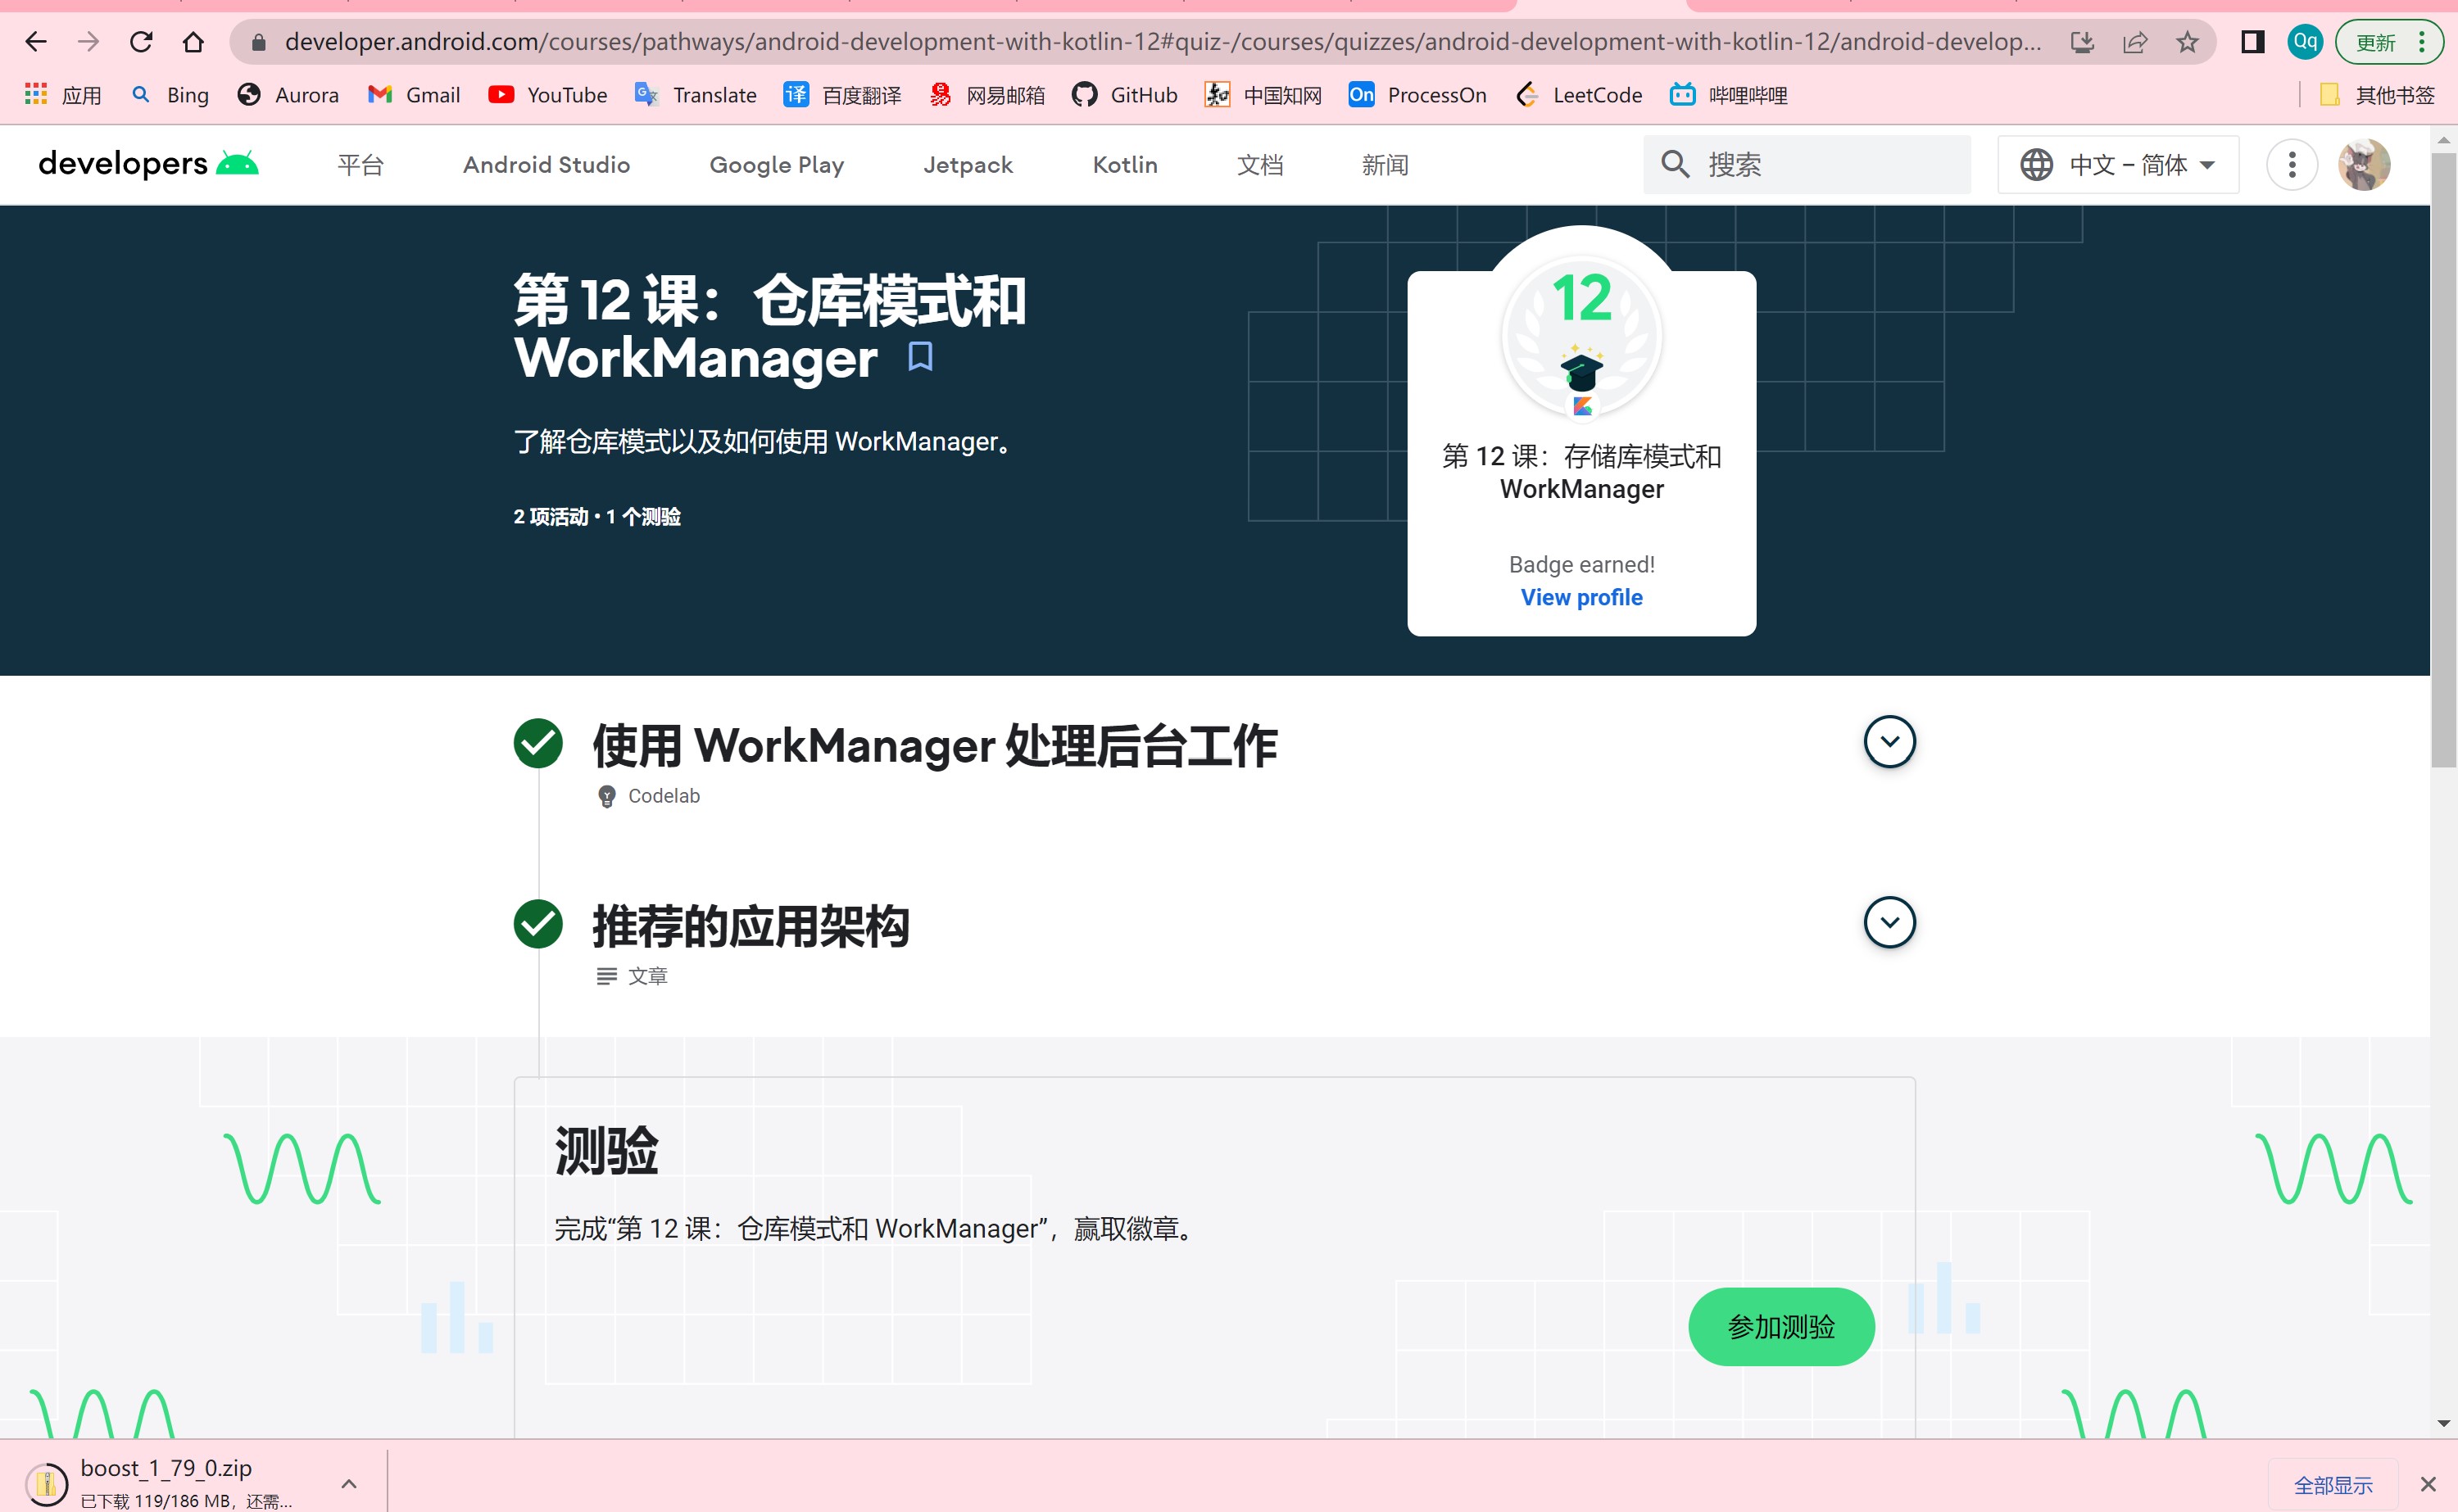 developer.android.com/courses/pathways/android-development-with-kotlin-12#quiz-/courses/quizzes/android-development-with-kotlin-12/android-develop...
Qq
更新
应用
Bing
Aurora
Gmail
YouTube
Translate
译 百度翻译
网易邮箱
GitHub
知 中国知网
On ProcessOn
LeetCode
哔哩哔哩
其他书签
developers
平台
Android Studio
Google Play
Jetpack
Kotlin
文档
新闻
搜索
中文 – 简体
第 12 课：仓库模式和
WorkManager
了解仓库模式以及如何使用 WorkManager。
2 项活动 • 1 个测验
12
第 12 课：存储库模式和
WorkManager
Badge earned!
View profile
使用 WorkManager 处理后台工作
Codelab
推荐的应用架构
文章
测验
完成“第 12 课：仓库模式和 WorkManager”，赢取徽章。
参加测验
boost_1_79_0.zip
已下载 119/186 MB，还需...
全部显示